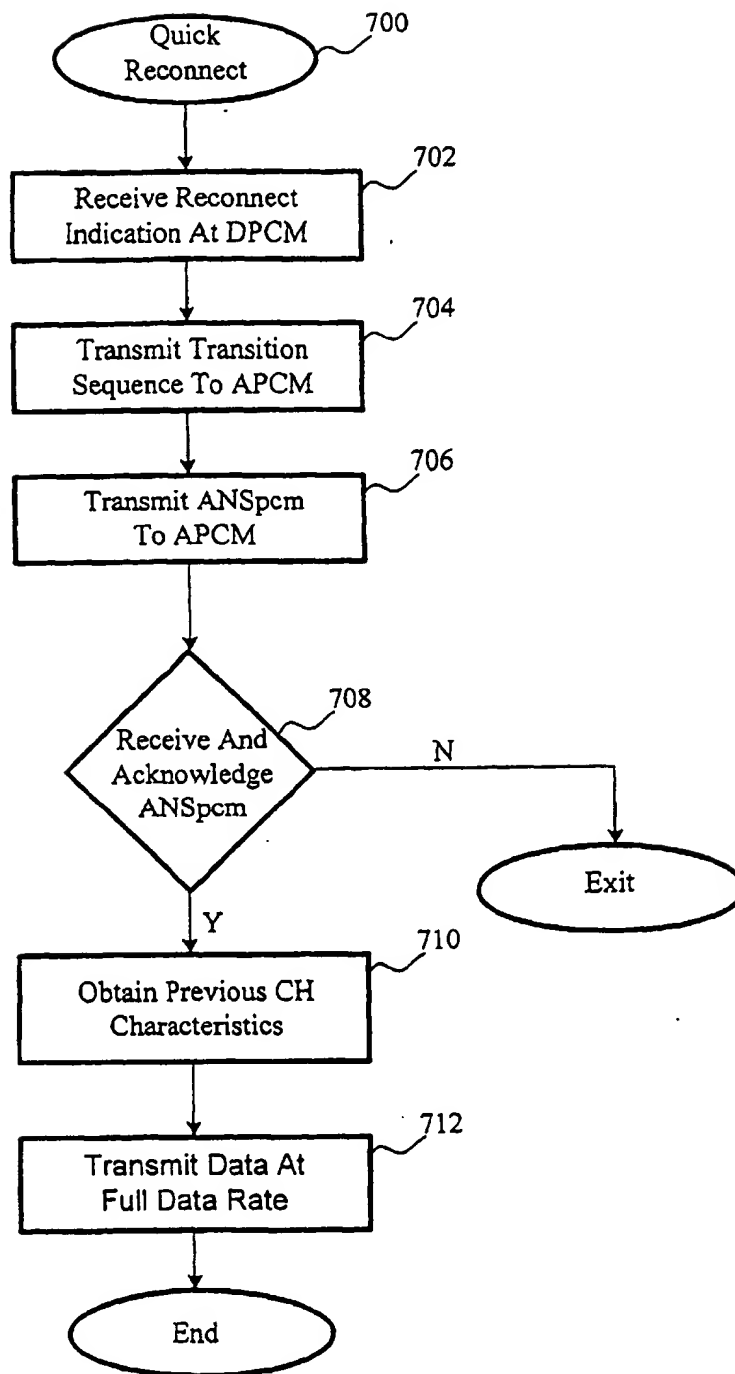 Quick
Reconnect
700
702
Receive Reconnect
Indication At DPCM
704
Transmit Transition
Sequence To APCM
706
Transmit ANSpcm
To APCM
708
Receive And
Acknowledge
ANSpcm
N
Exit
Y
710
Obtain Previous CH
Characteristics
712
Transmit Data At
Full Data Rate
End